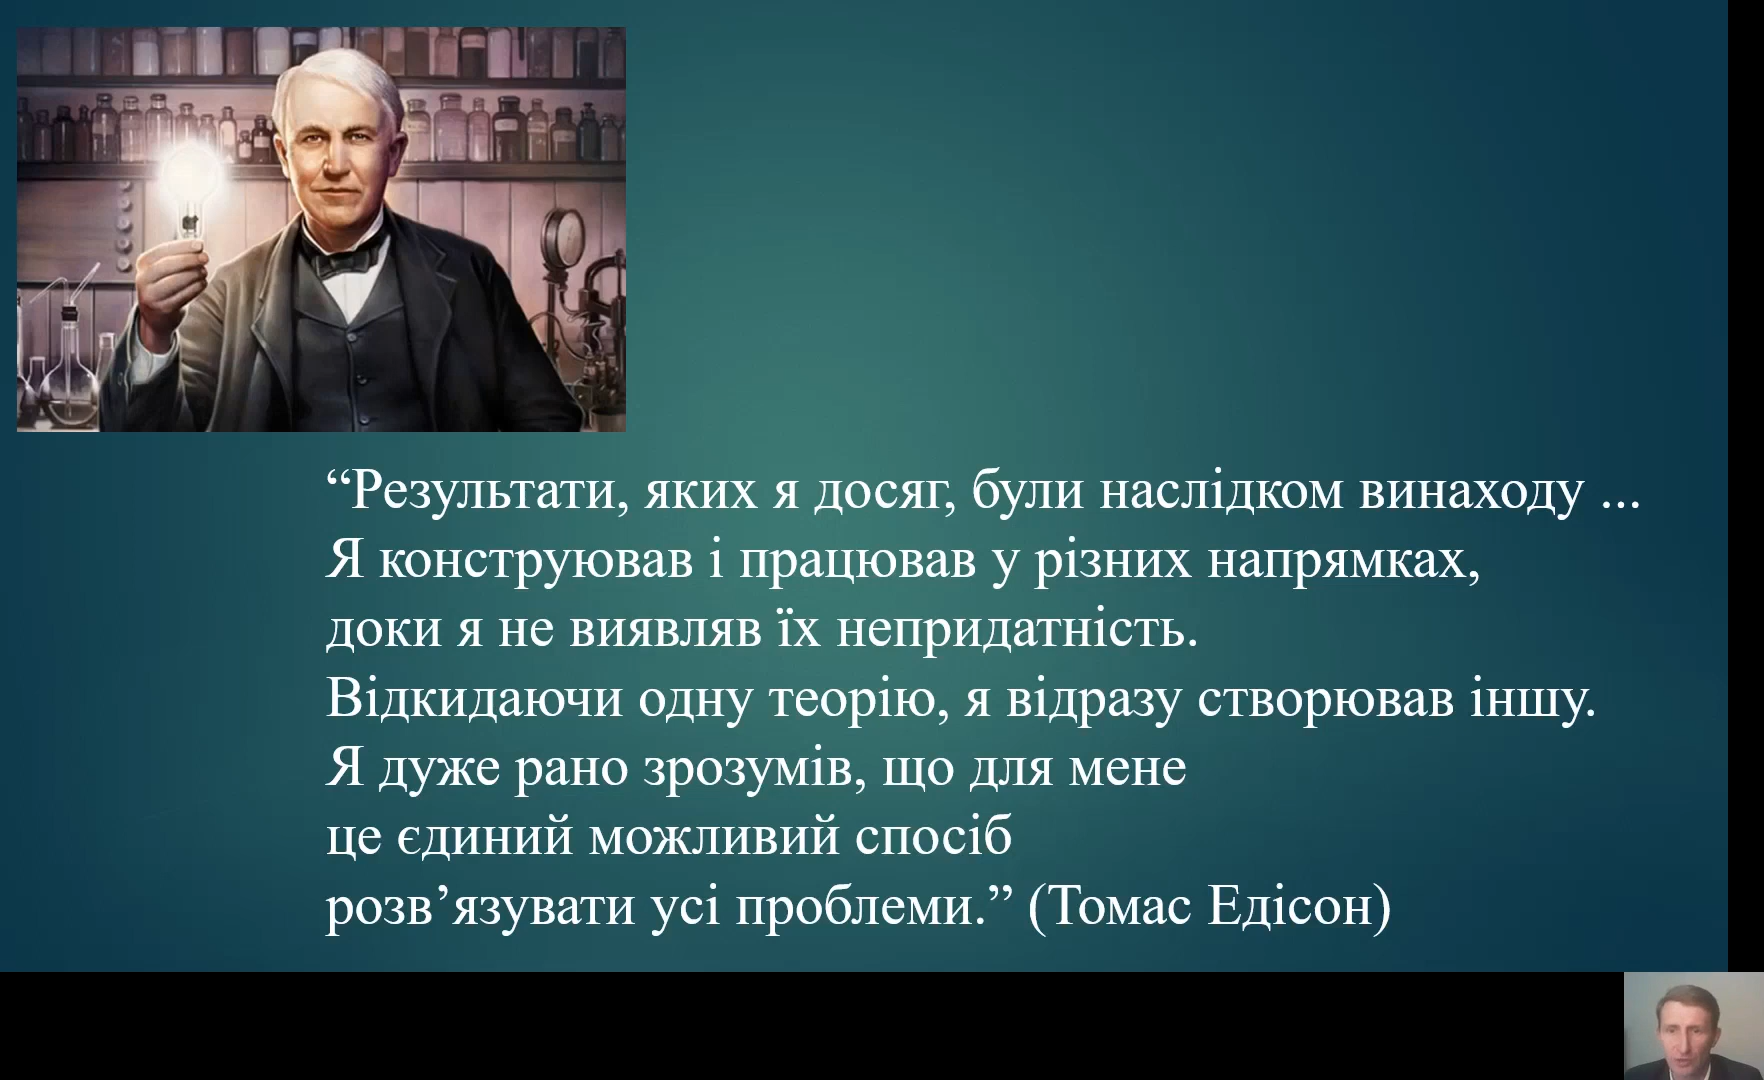 “Результати, яких я досяг, були наслідком винаходу ...
Я конструював і працював у різних напрямках,
доки я не виявляв їх непридатність.
Відкидаючи одну теорію, я відразу створював іншу.
Я дуже рано зрозумів, що для мене
це єдиний можливий спосіб
розв’язувати усі проблеми.” (Томас Едісон)